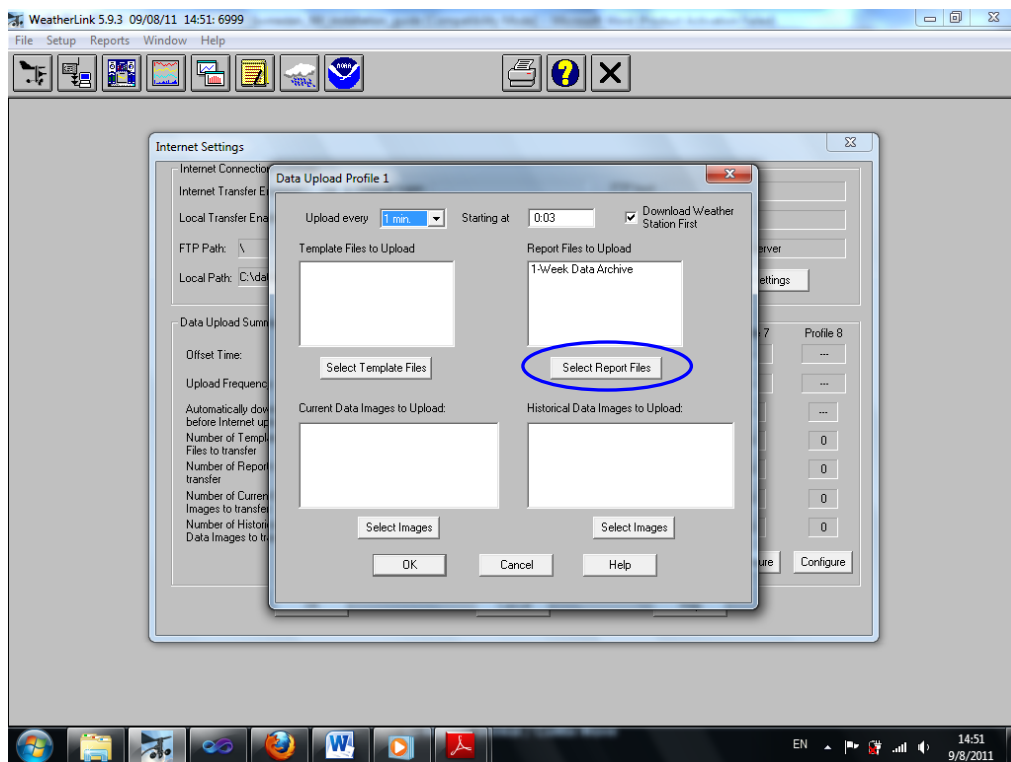 WeatherLink 5.9.3 09/08/11 14:51: 6999
File Setup Reports Window Help
Internet Settings
Internet Connection
Data Upload Profile 1
Internet Transfer E
Local Transfer Ena
FTP Path: \
erver
Local Path: C:\dat
ettings
Upload every 1 min. Starting at 0:03 Download Weather
Station First
Template Files to Upload Report Files to Upload
1-Week Data Archive
Select Template Files Select Report Files
Current Data Images to Upload: Historical Data Images to Upload:
Select Images Select Images
OK Cancel Help
Data Upload Summ
7 Profile 8
Offset Time: ---
Upload Frequenc ---
Automatically dow
before Internet up ---
Number of Templ
Files to transfer 0
Number of Report
transfer 0
Number of Curren
Images to transfe 0
Number of Histori
Data Images to tr 0
ure Configure
EN 14:51
9/8/2011